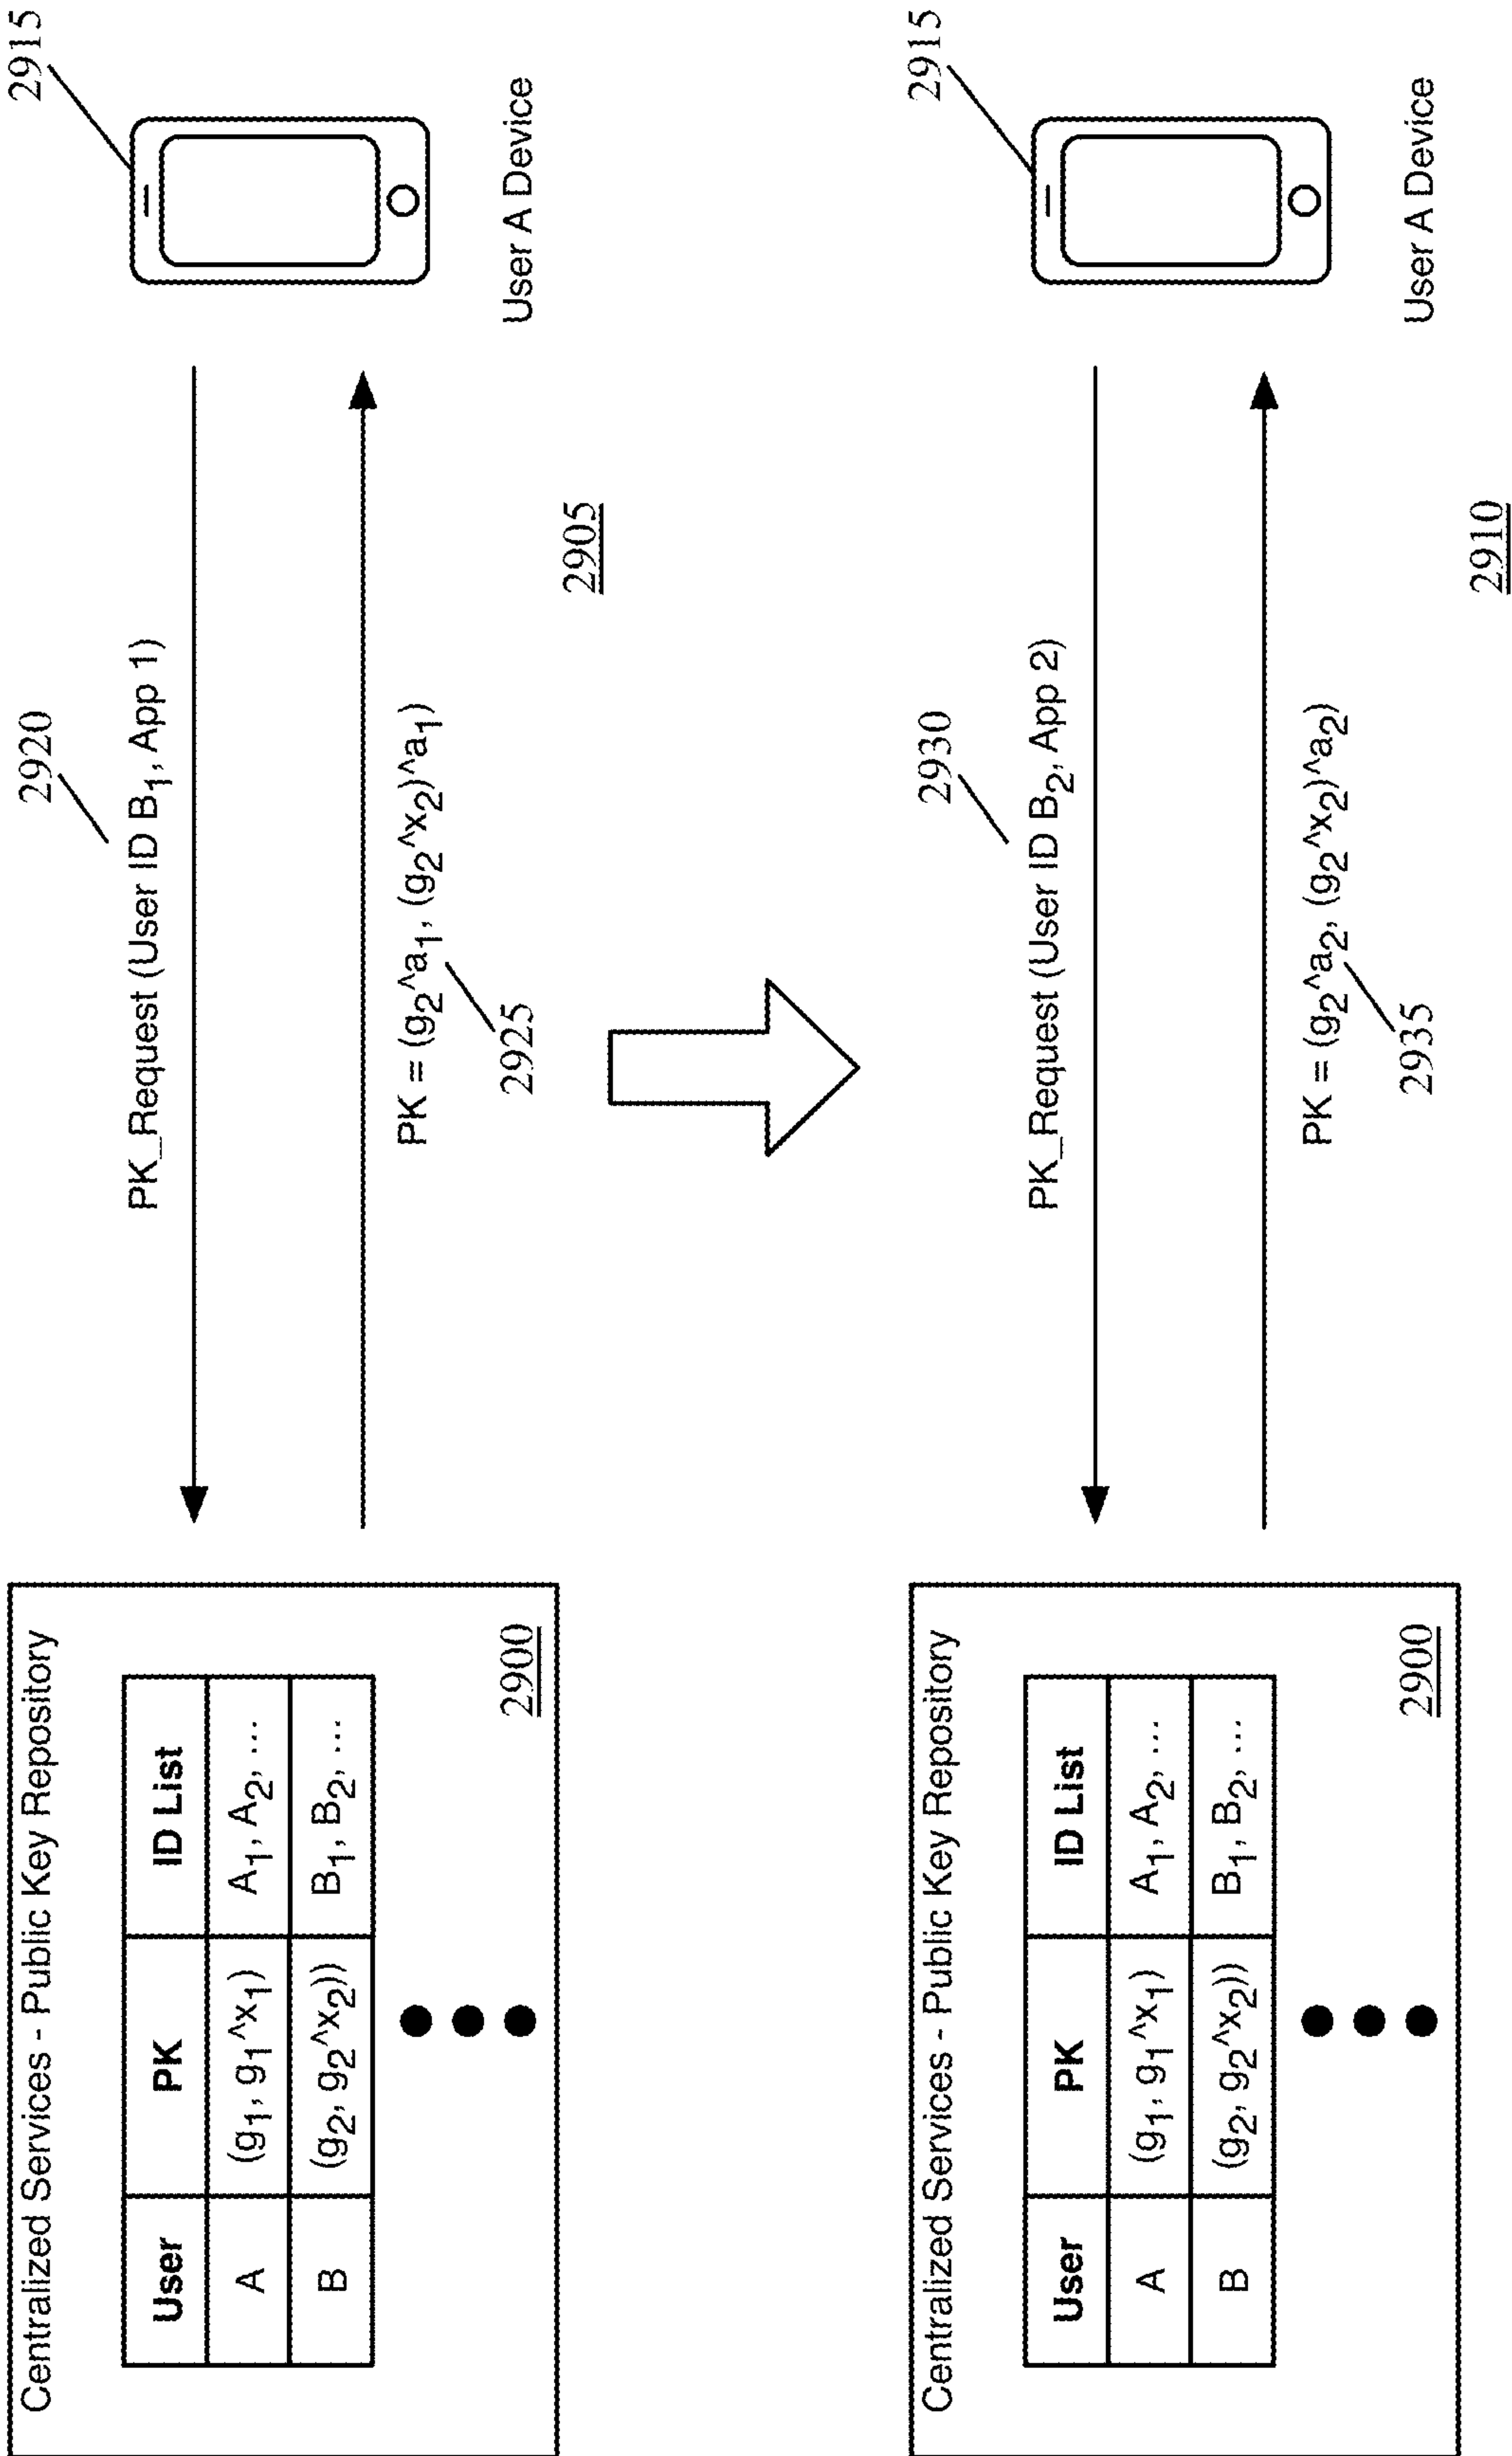 Centralized Services - Public Key Repository
User PK ID List
A (g₁, g₁^x₁) A₁, A₂, ...
B (g₂, g₂^x₂)) B₁, B₂, ...
2900
2920
PK_Request (User ID B₁, App 1)
PK = (g₂^a₁, (g₂^x₂)^a₁)
2925
2915
User A Device
2905
Centralized Services - Public Key Repository
User PK ID List
A (g₁, g₁^x₁) A₁, A₂, ...
B (g₂, g₂^x₂)) B₁, B₂, ...
2900
2930
PK_Request (User ID B₂, App 2)
PK = (g₂^a₂, (g₂^x₂)^a₂)
2935
2915
User A Device
2910